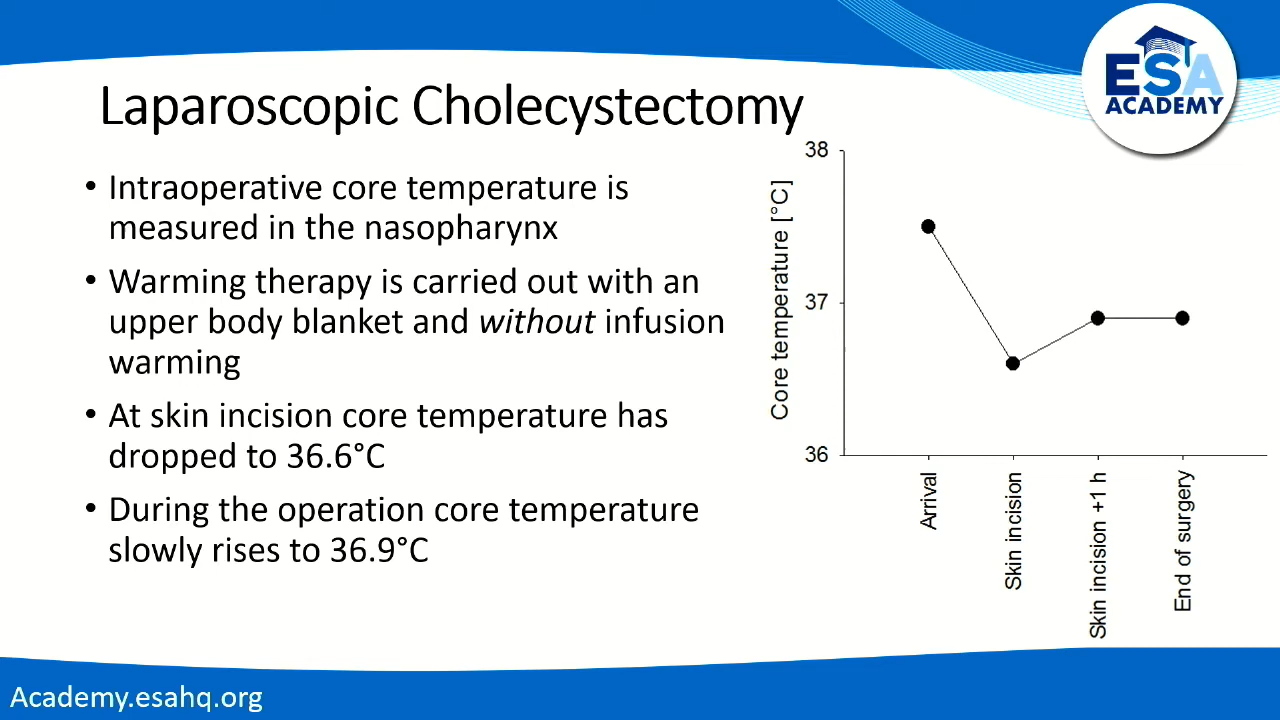 ESA
ACADEMY
Laparoscopic Cholecystectomy
• Intraoperative core temperature is
measured in the nasopharynx
• Warming therapy is carried out with an
upper body blanket and without infusion
warming
• At skin incision core temperature has
dropped to 36.6°C
• During the operation core temperature
slowly rises to 36.9°C
Core temperature [°C]
38
37
36
Arrival
Skin incision
Skin incision +1 h
End of surgery
Academy.esahq.org